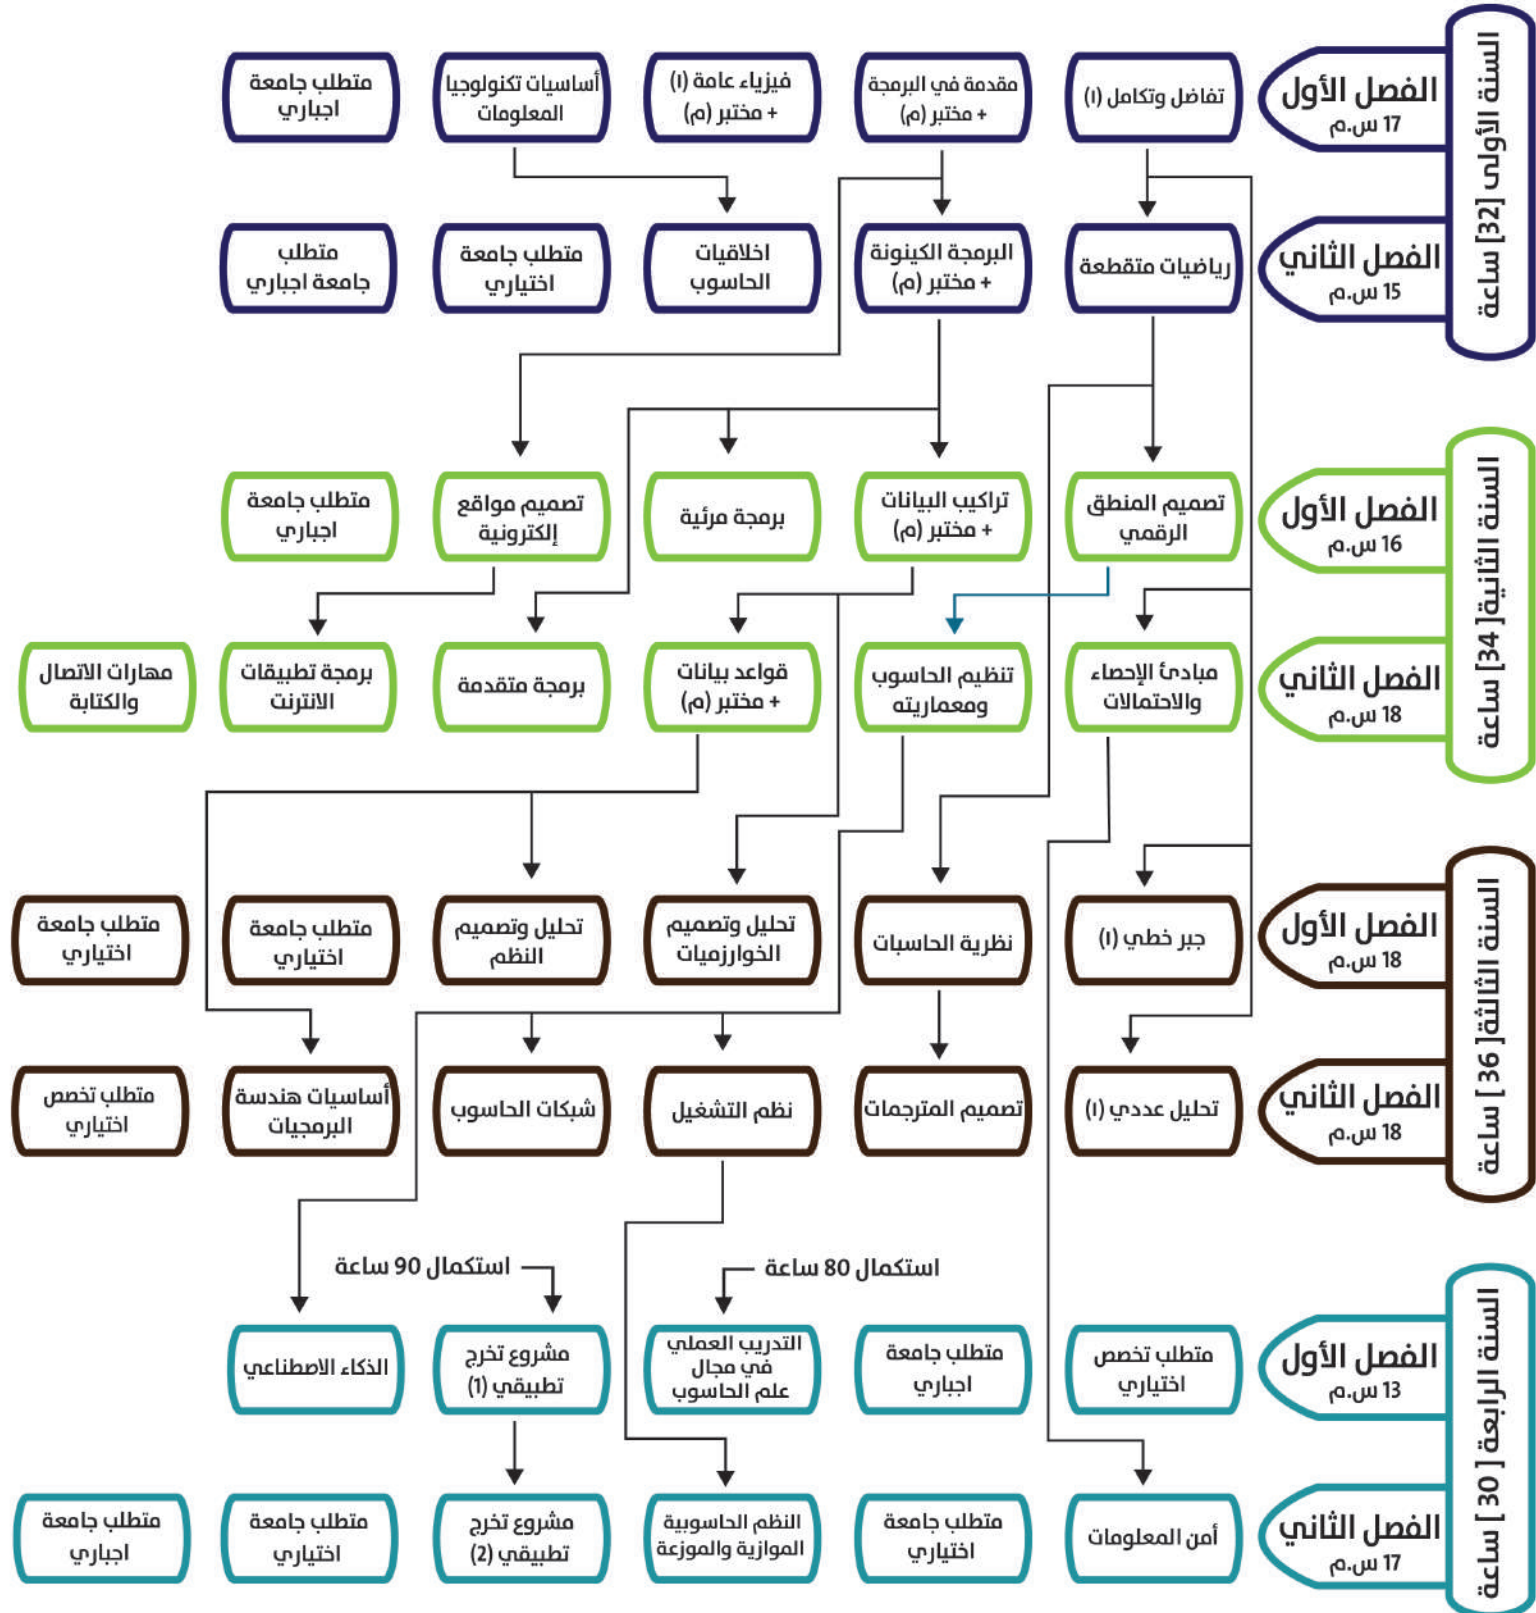 السنة الأولى [32] ساعة
الفصل الأول
17 س.م
تفاضل وتكامل (١)
مقدمة في البرمجة
+ مختبر (م)
فيزياء عامة (١)
+ مختبر (م)
أساسيات تكنولوجيا
المعلومات
متطلب جامعة
اجباري
الفصل الثاني
15 س.م
رياضيات متقطعة
البرمجة الكينونة
+ مختبر (م)
اخلاقيات
الحاسوب
متطلب جامعة
اختياري
متطلب
جامعة اجباري
السنة الثانية[ 34] ساعة
الفصل الأول
16 س.م
تصميم المنطق
الرقمي
تراكيب البيانات
+ مختبر (م)
برمجة مرئية
تصميم مواقع
إلكترونية
متطلب جامعة
اجباري
الفصل الثاني
18 س.م
مبادئ الإحصاء
والاحتمالات
تنظيم الحاسوب
ومعماريته
قواعد بيانات
+ مختبر (م)
برمجة متقدمة
برمجة تطبيقات
الانترنت
مهارات الاتصال
والكتابة
السنة الثالثة[ 36 ] ساعة
الفصل الأول
18 س.م
جبر خطي (١)
نظرية الحاسبات
تحليل وتصميم
الخوارزميات
تحليل وتصميم
النظم
متطلب جامعة
اختياري
متطلب جامعة
اختياري
الفصل الثاني
18 س.م
تحليل عددي (١)
تصميم المترجمات
نظم التشغيل
شبكات الحاسوب
أساسيات هندسة
البرمجيات
متطلب تخصص
اختياري
استكمال 80 ساعة
استكمال 90 ساعة
السنة الرابعة [ 30 ] ساعة
الفصل الأول
13 س.م
متطلب تخصص
اختياري
متطلب جامعة
اجباري
التدريب العملي
في مجال
علم الحاسوب
مشروع تخرج
تطبيقي (1)
الذكاء الاصطناعي
الفصل الثاني
17 س.م
أمن المعلومات
متطلب جامعة
اختياري
النظم الحاسوبية
الموازية والموزعة
مشروع تخرج
تطبيقي (2)
متطلب جامعة
اختياري
متطلب جامعة
اجباري